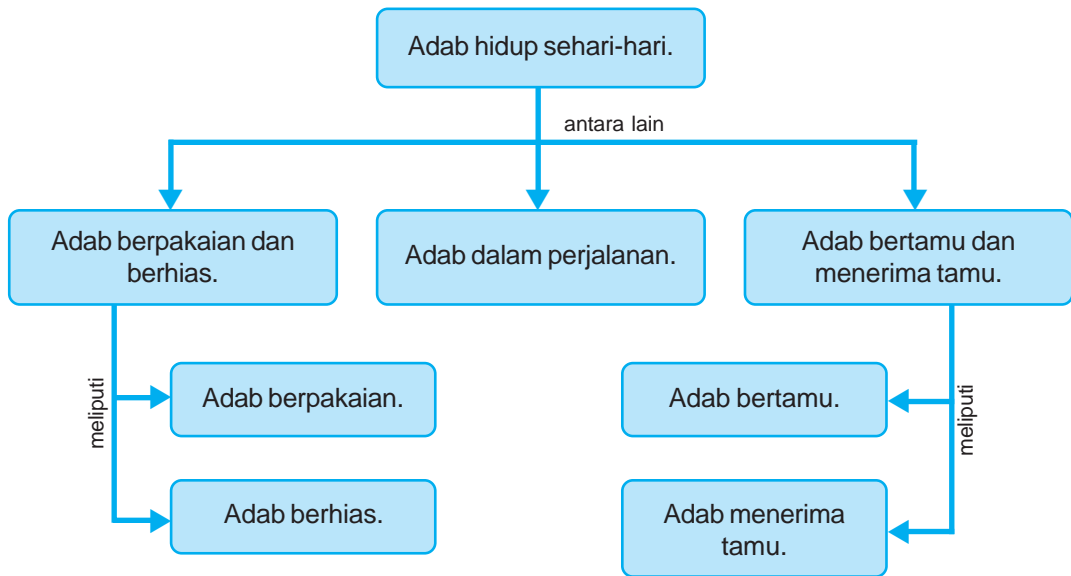 Adab hidup sehari-hari.
antara lain
Adab berpakaian dan
berhias.
Adab dalam perjalanan.
Adab bertamu dan
menerima tamu.
meliputi
Adab berpakaian.
Adab berhias.
meliputi
Adab bertamu.
Adab menerima
tamu.